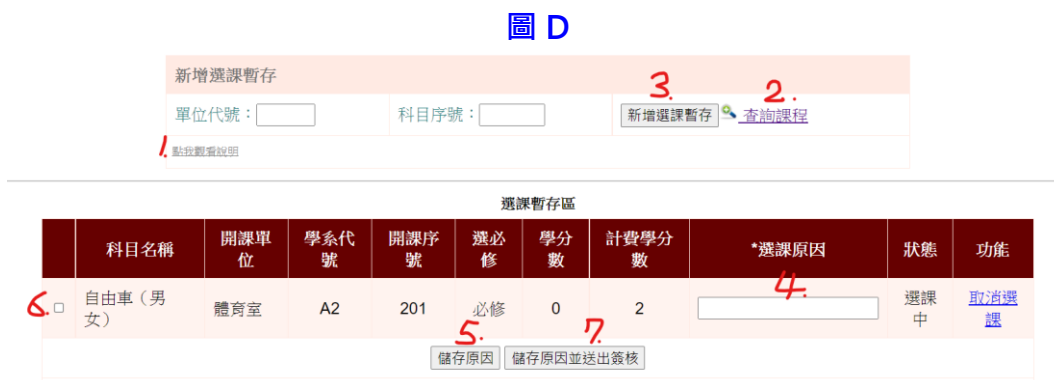 圖 D
新增選課暫存
3.
2.
單位代號：
科目序號：
新增選課暫存
查詢課程
1.
點我觀看說明
選課暫存區
科目名稱
開課單位
學系代號
開課序號
選必修
學分數
計費學分數
*選課原因
狀態
功能
4.
6.
自由車（男女）
體育室
A2
201
必修
0
2
選課中
取消選課
5.
7.
儲存原因
儲存原因並送出簽核